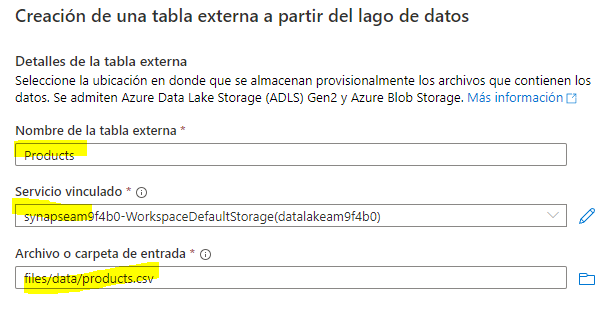 Creación de una tabla externa a partir del lago de datos
Detalles de la tabla externa
Seleccione la ubicación en donde que se almacenan provisionalmente los archivos que contienen los
datos. Se admiten Azure Data Lake Storage (ADLS) Gen2 y Azure Blob Storage. Más información
Nombre de la tabla externa *
Products
Servicio vinculado *
synapseam9f4b0-WorkspaceDefaultStorage(datalakeam9f4b0)
Archivo o carpeta de entrada *
files/data/products.csv